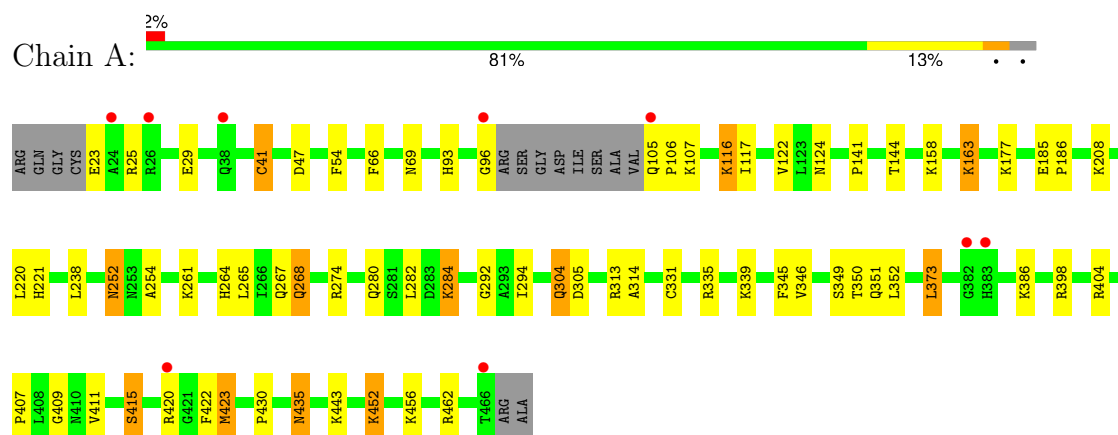 2%
Chain A:
81% 13% • •
ARG GLN GLY CYS E23 A24 R25 R26 E29 Q38 C41 D47 F54 F66 N69 H93 G96 ARG SER GLY ASP ILE SER ALA VAL Q105 P106 K107 K116 I117 V122 L123 N124 P141 T144 K158 K163 K177 E185 P186 K208
L220 H221 L238 N252 N253 A254 K261 H264 L265 I266 Q267 Q268 R274 Q280 S281 L282 D283 K284 G292 A293 I294 Q304 D305 R313 A314 C331 R335 K339 F345 V346 S349 T350 Q351 L352 L373 G382 H383 K386 R398 R404
P407 L408 G409 N410 V411 S415 R420 G421 F422 M423 P430 N435 K443 K452 K456 R462 T466 ARG ALA